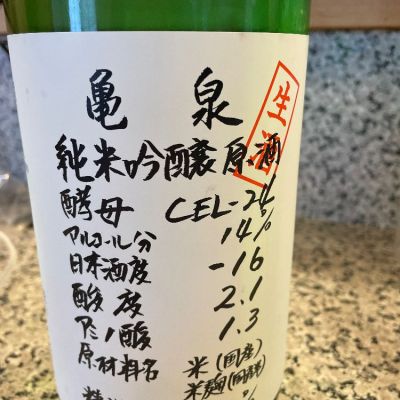 亀泉
生酒
純米吟醸原酒
酵母 CEL-24
アルコール分 14%
日本酒度 -16
酸度 2.1
アミノ酸 1.3
原材料名 米(国産)
米麹(国産米)
精
%